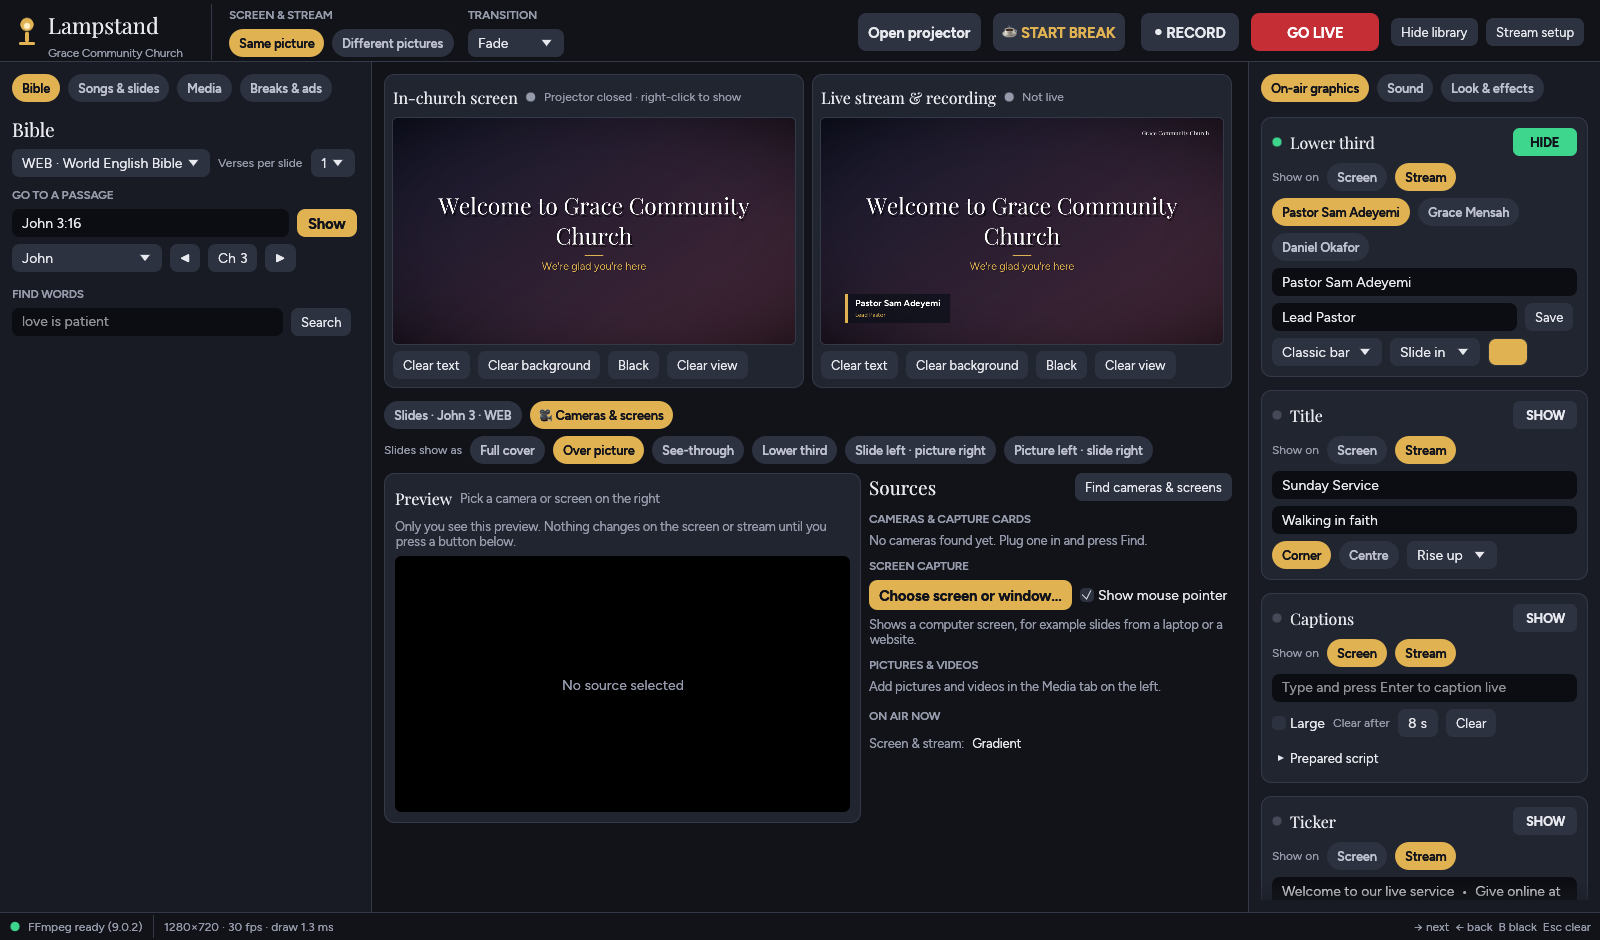 Lampstand
Grace Community Church
SCREEN & STREAM
Same picture
Different pictures
TRANSITION
Fade
Open projector
START BREAK
RECORD
GO LIVE
Hide library
Stream setup
Bible
Songs & slides
Media
Breaks & ads
Bible
WEB · World English Bible
Verses per slide
1
GO TO A PASSAGE
John 3:16
Show
John
Ch 3
FIND WORDS
love is patient
Search
In-church screen
Projector closed · right-click to show
Welcome to Grace Community
Church
We're glad you're here
Clear text
Clear background
Black
Clear view
Live stream & recording
Not live
Grace Community Church
Welcome to Grace Community
Church
We're glad you're here
Pastor Sam Adeyemi
Lead Pastor
Clear text
Clear background
Black
Clear view
Slides · John 3 · WEB
Cameras & screens
Slides show as
Full cover
Over picture
See-through
Lower third
Slide left · picture right
Picture left · slide right
Preview
Pick a camera or screen on the right
Only you see this preview. Nothing changes on the screen or stream until you
press a button below.
No source selected
Sources
Find cameras & screens
CAMERAS & CAPTURE CARDS
No cameras found yet. Plug one in and press Find.
SCREEN CAPTURE
Choose screen or window...
Show mouse pointer
Shows a computer screen, for example slides from a laptop or a
website.
PICTURES & VIDEOS
Add pictures and videos in the Media tab on the left.
ON AIR NOW
Screen & stream: Gradient
On-air graphics
Sound
Look & effects
Lower third
HIDE
Show on
Screen
Stream
Pastor Sam Adeyemi
Grace Mensah
Daniel Okafor
Pastor Sam Adeyemi
Lead Pastor
Save
Classic bar
Slide in
Title
SHOW
Show on
Screen
Stream
Sunday Service
Walking in faith
Corner
Centre
Rise up
Captions
SHOW
Show on
Screen
Stream
Type and press Enter to caption live
Large
Clear after
8 s
Clear
Prepared script
Ticker
SHOW
Show on
Screen
Stream
Welcome to our live service • Give online at
FFmpeg ready (9.0.2)
1280×720 · 30 fps · draw 1.3 ms
→ next ← back B black Esc clear